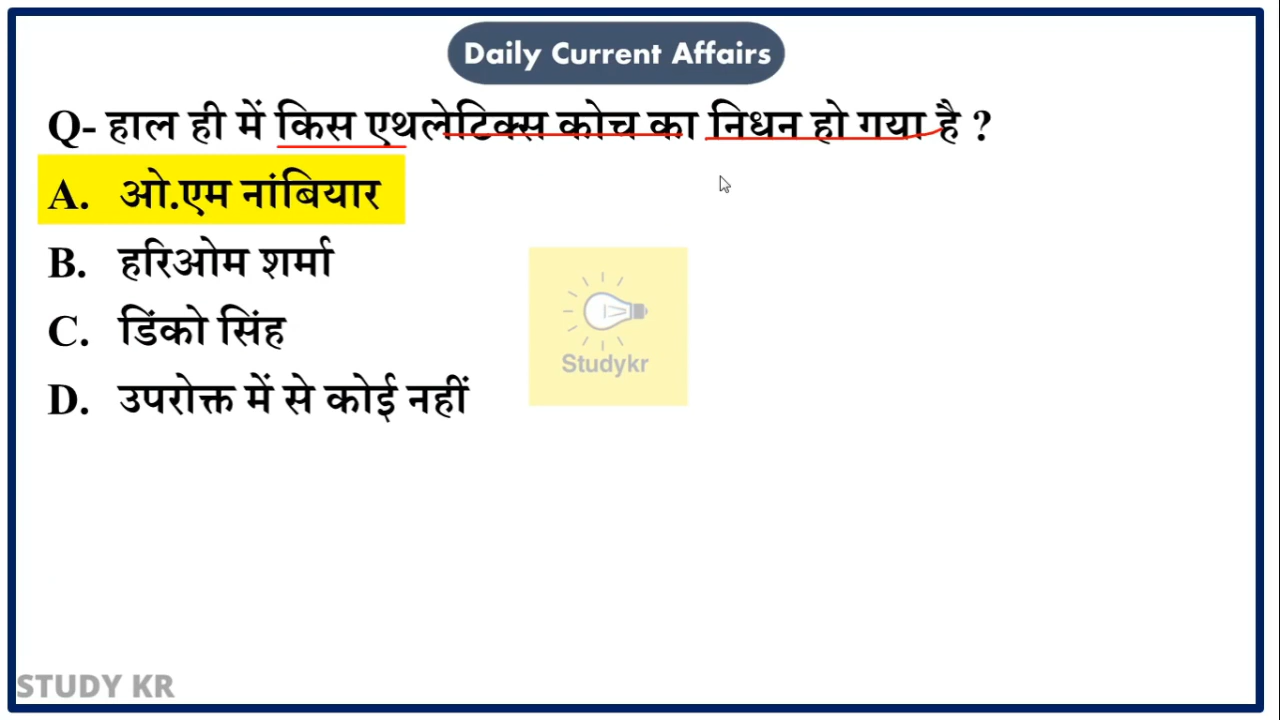 Daily Current Affairs
Q- हाल ही में किस एथलेटिक्स कोच का निधन हो गया है ?
A. ओ.एम नांबियार
B. हरिओम शर्मा
C. डिंको सिंह
D. उपरोक्त में से कोई नहीं
Studykr
STUDY KR